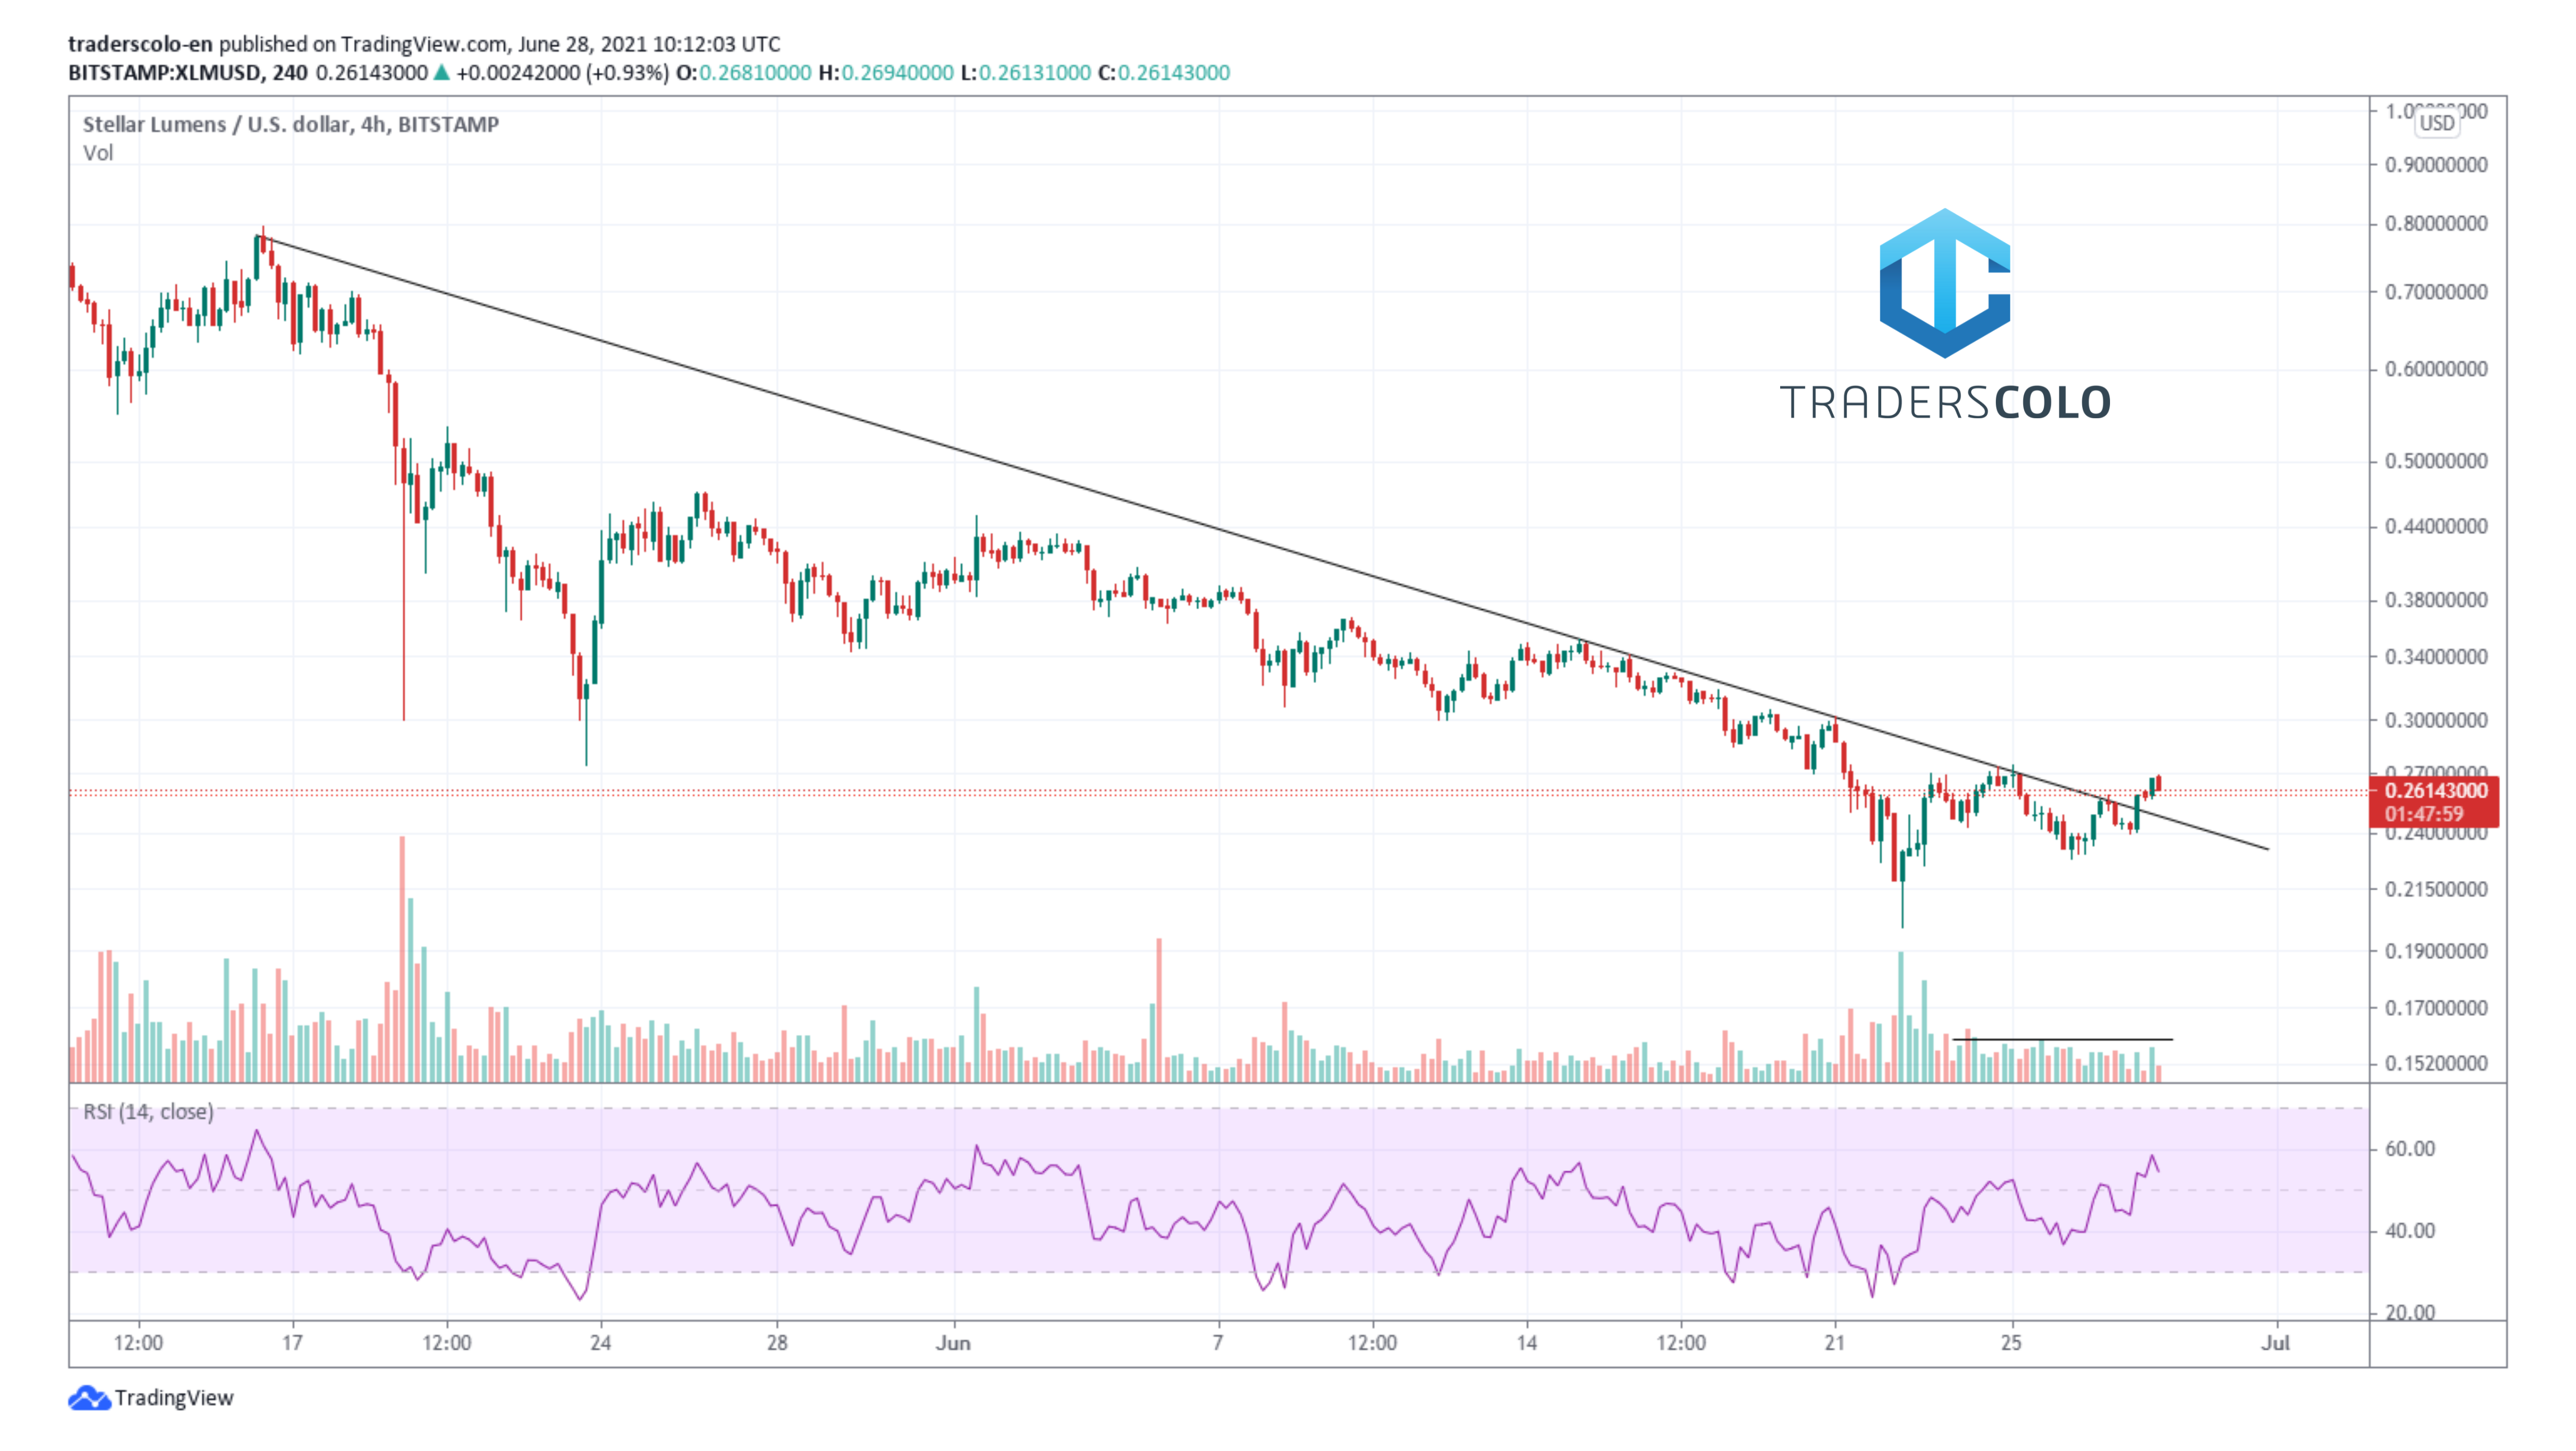 traderscolo-en published on TradingView.com, June 28, 2021 10:12:03 UTC
BITSTAMP:XLMUSD, 240 0.26143000 ▲ +0.00242000 (+0.93%) O:0.26810000 H:0.26940000 L:0.26131000 C:0.26143000
Stellar Lumens / U.S. dollar, 4h, BITSTAMP
Vol
USD
0.90000000
0.80000000
0.70000000
0.60000000
TRADERSCOLO
0.50000000
0.44000000
0.38000000
0.34000000
0.30000000
0.27000000
0.26143000
01:47:59
0.24000000
0.21500000
0.19000000
0.17000000
0.15200000
RSI (14, close)
60.00
40.00
20.00
12:00 17 12:00 24 28 Jun 7 12:00 14 12:00 21 25 Jul
TradingView